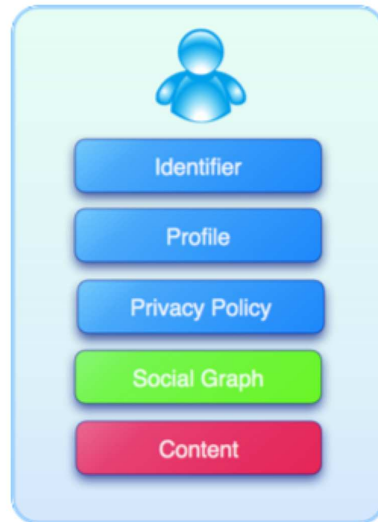 Identifier
Profile
Privacy Policy
Social Graph
Content